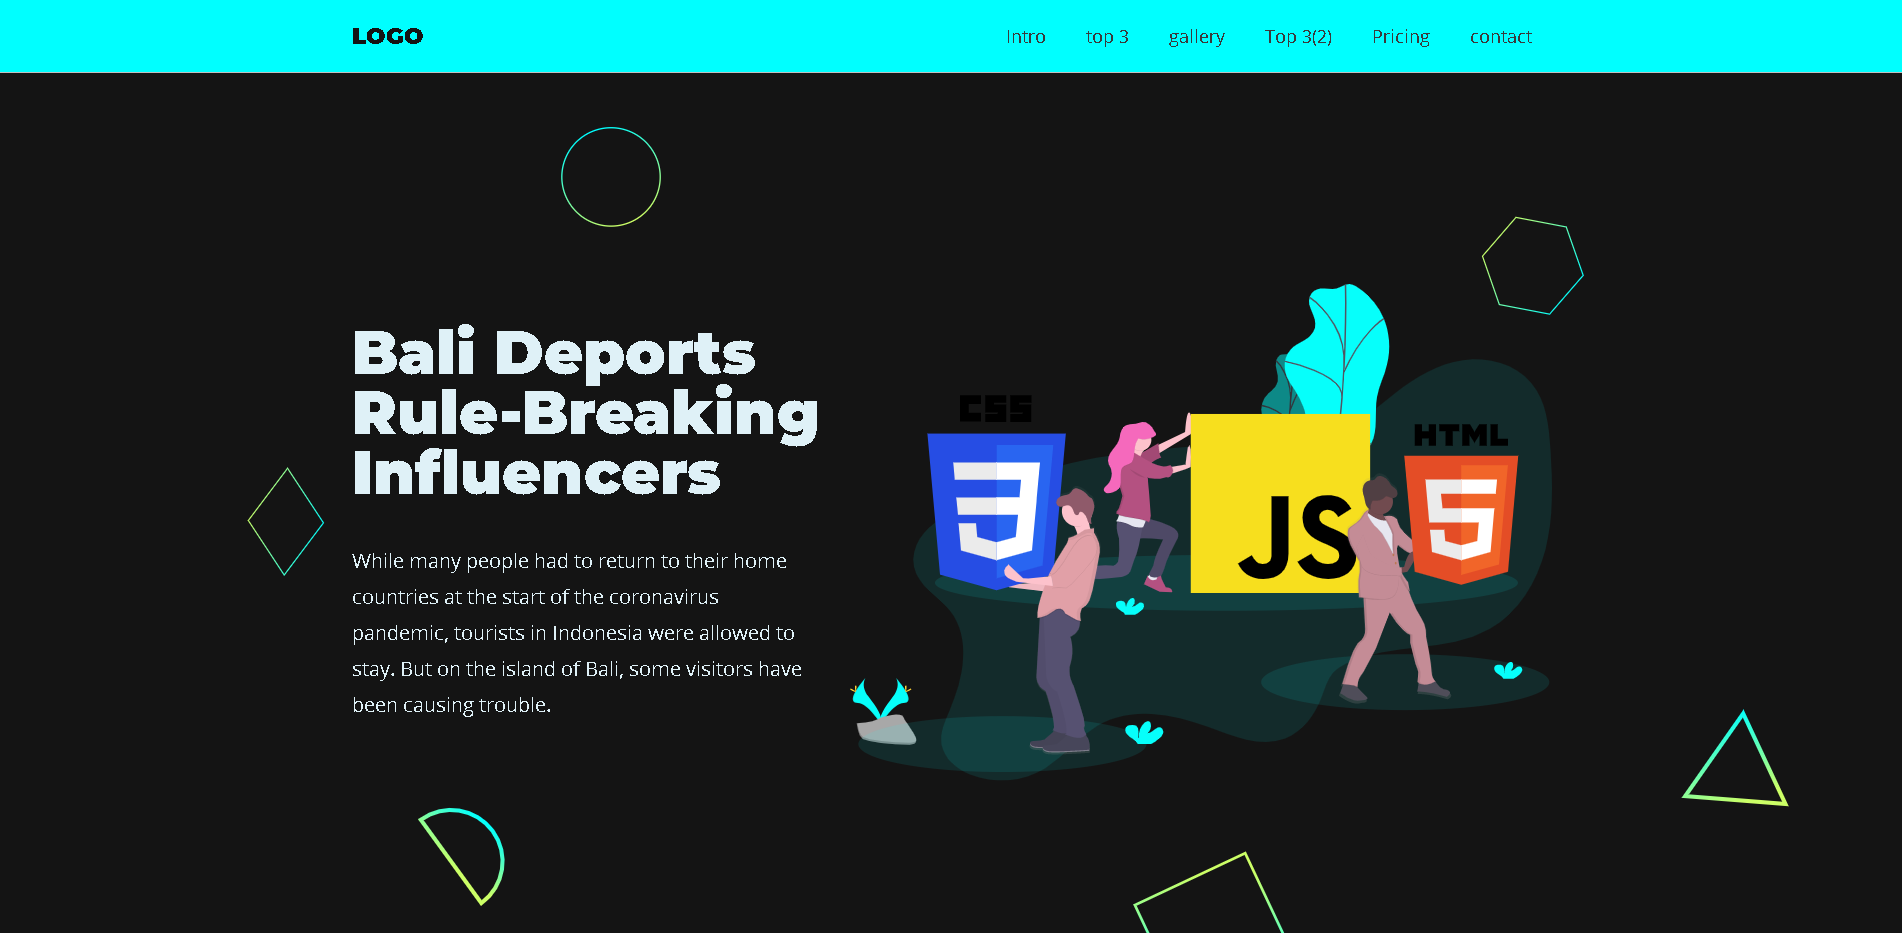 LOGO
Intro
top 3
gallery
Top 3(2)
Pricing
contact
Bali Deports
Rule-Breaking
Influencers
While many people had to return to their home
countries at the start of the coronavirus
pandemic, tourists in Indonesia were allowed to
stay. But on the island of Bali, some visitors have
been causing trouble.
CSS
3
JS
HTML
5